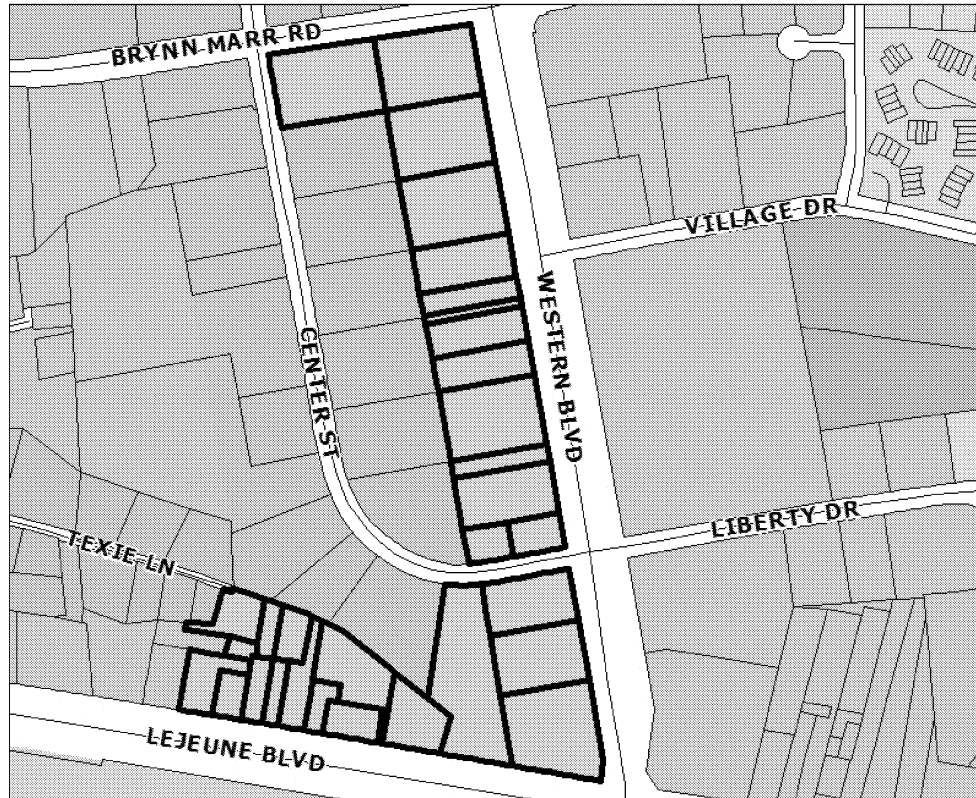 BRYNN MARR RD
VILLAGE DR
WESTERN BLVD
CENTER ST
LIBERTY DR
TEXIE LN
LEJEUNE BLVD